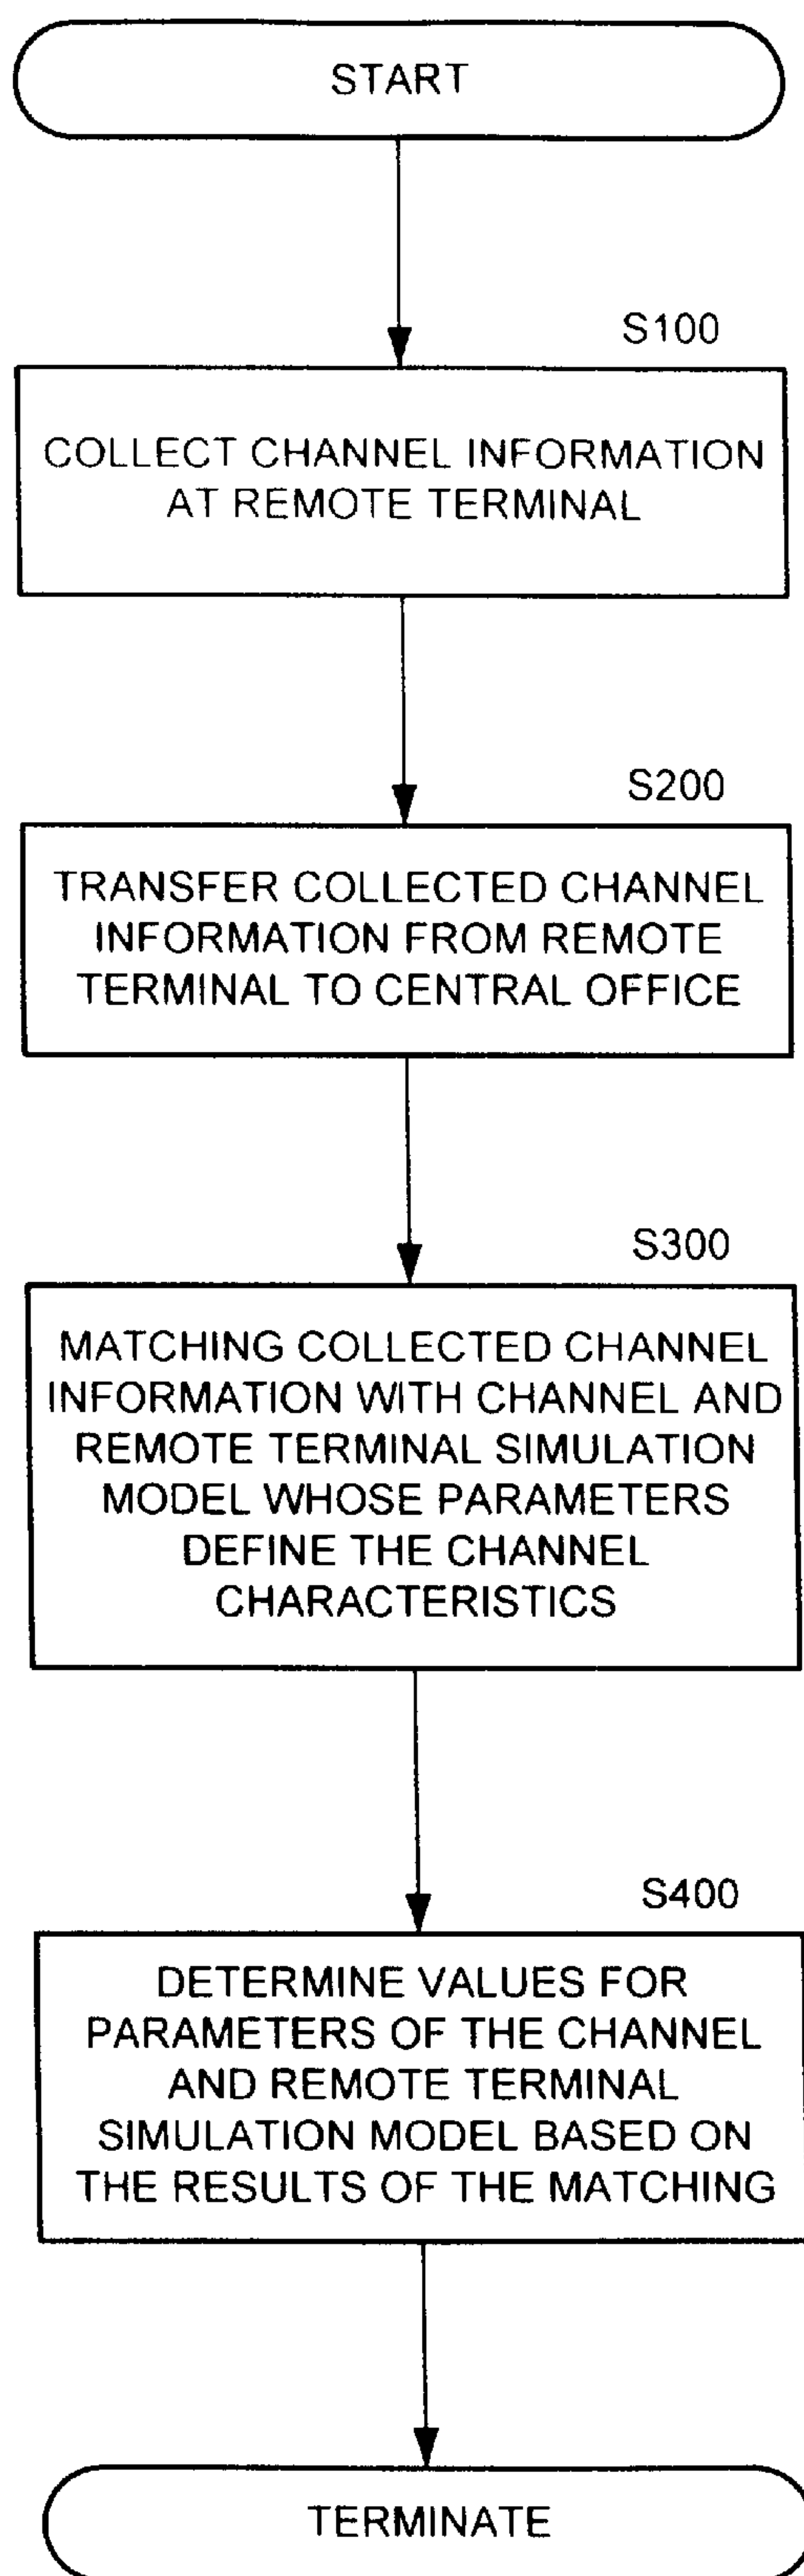 START
S100
COLLECT CHANNEL INFORMATION
AT REMOTE TERMINAL
S200
TRANSFER COLLECTED CHANNEL
INFORMATION FROM REMOTE
TERMINAL TO CENTRAL OFFICE
S300
MATCHING COLLECTED CHANNEL
INFORMATION WITH CHANNEL AND
REMOTE TERMINAL SIMULATION
MODEL WHOSE PARAMETERS
DEFINE THE CHANNEL
CHARACTERISTICS
S400
DETERMINE VALUES FOR
PARAMETERS OF THE CHANNEL
AND REMOTE TERMINAL
SIMULATION MODEL BASED ON
THE RESULTS OF THE MATCHING
TERMINATE